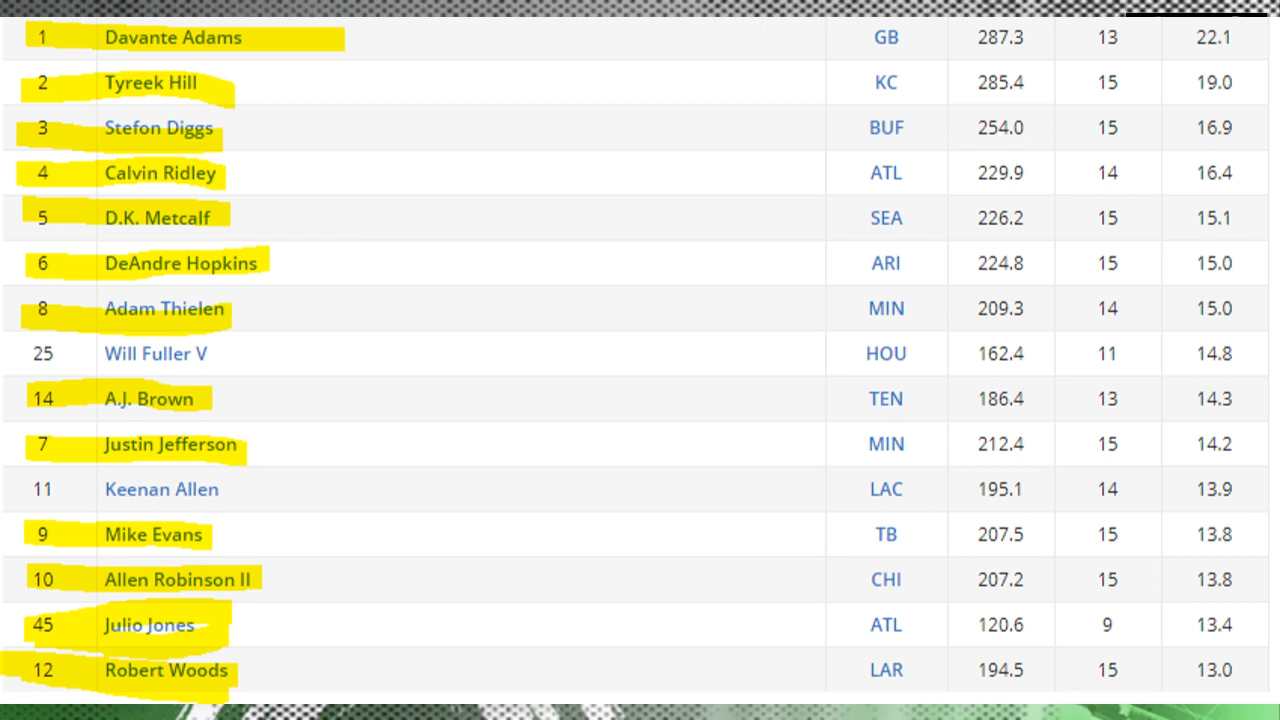 1 Davante Adams GB 287.3 13 22.1
2 Tyreek Hill KC 285.4 15 19.0
3 Stefon Diggs BUF 254.0 15 16.9
4 Calvin Ridley ATL 229.9 14 16.4
5 D.K. Metcalf SEA 226.2 15 15.1
6 DeAndre Hopkins ARI 224.8 15 15.0
8 Adam Thielen MIN 209.3 14 15.0
25 Will Fuller V HOU 162.4 11 14.8
14 A.J. Brown TEN 186.4 13 14.3
7 Justin Jefferson MIN 212.4 15 14.2
11 Keenan Allen LAC 195.1 14 13.9
9 Mike Evans TB 207.5 15 13.8
10 Allen Robinson II CHI 207.2 15 13.8
45 Julio Jones ATL 120.6 9 13.4
12 Robert Woods LAR 194.5 15 13.0